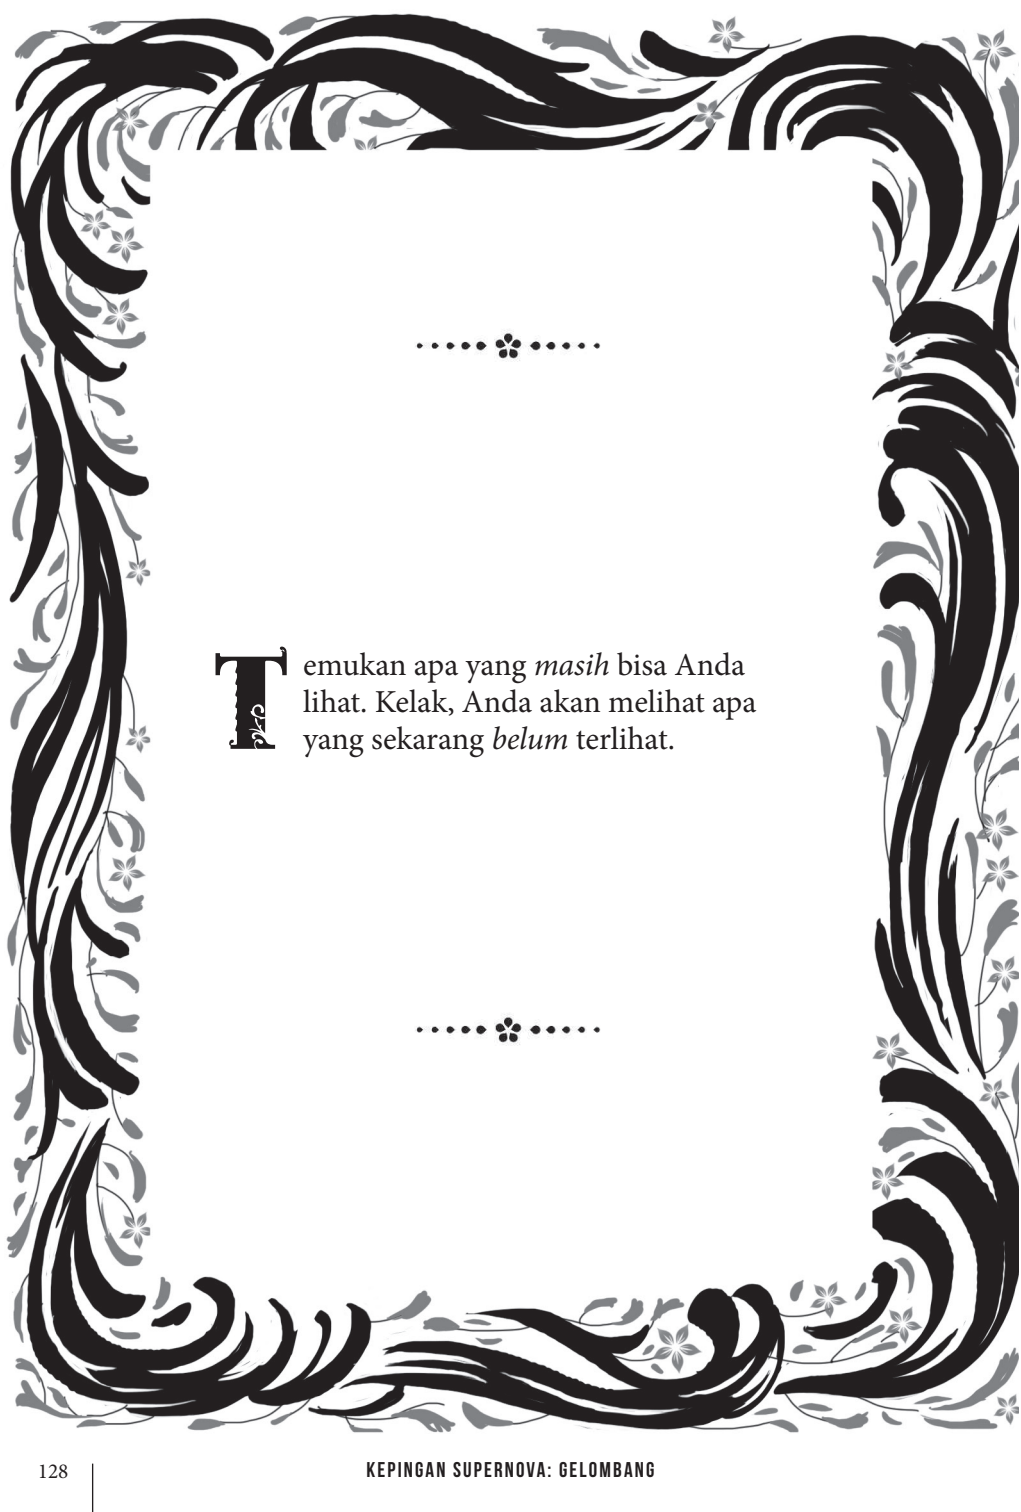 Temukan apa yang masih bisa Anda
lihat. Kelak, Anda akan melihat apa
yang sekarang belum terlihat.
128
KEPINGAN SUPERNOVA: GELOMBANG